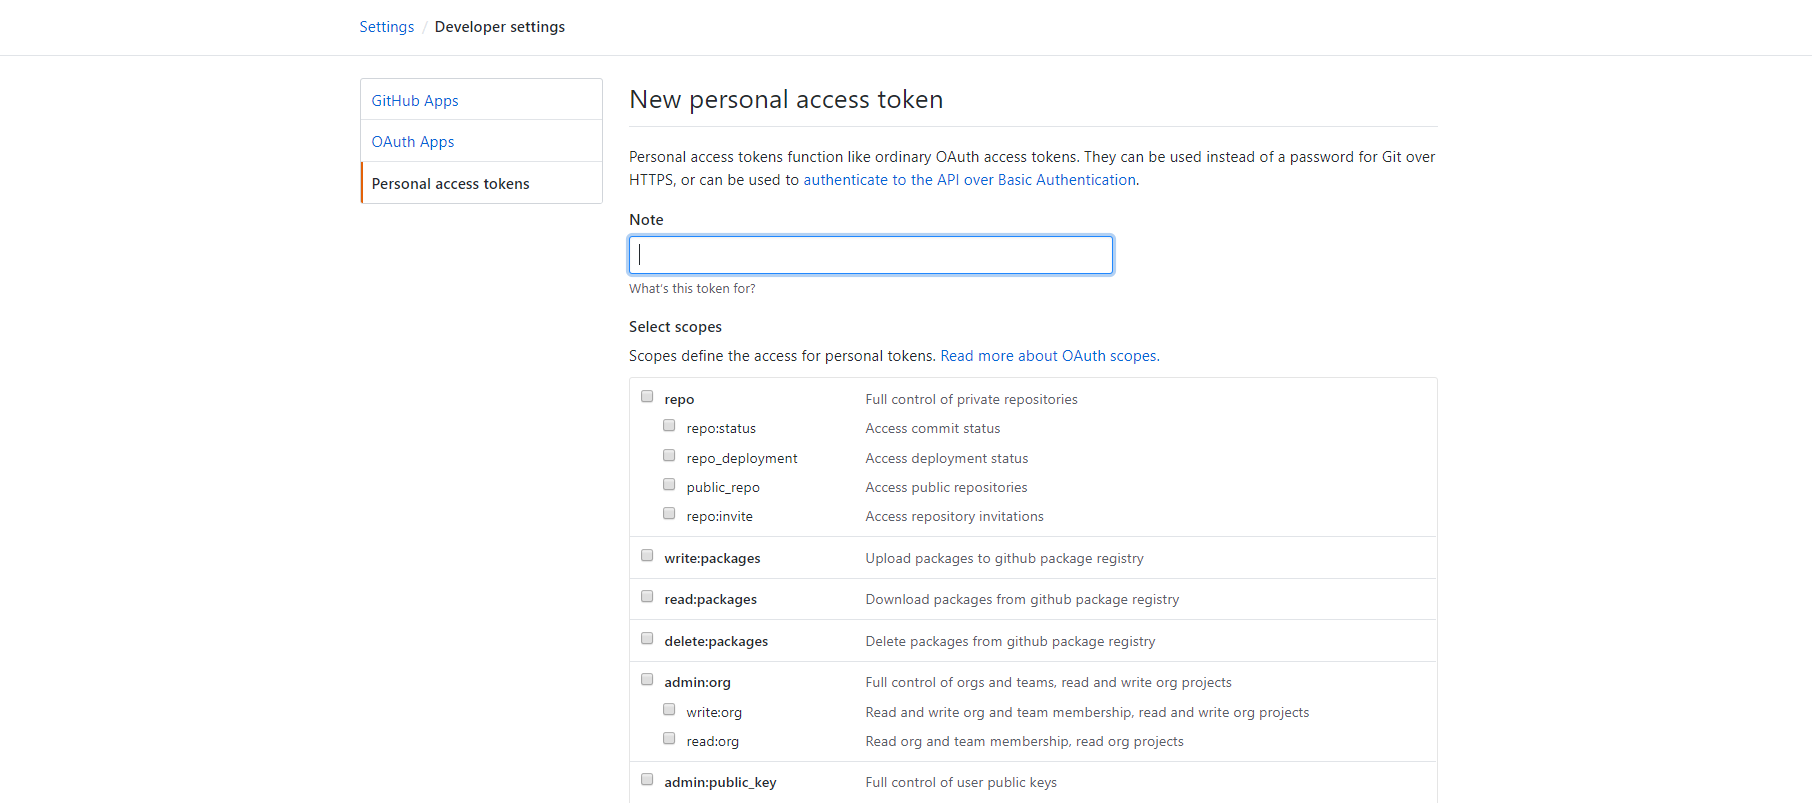 Settings / Developer settings
GitHub Apps
OAuth Apps
Personal access tokens
New personal access token
Personal access tokens function like ordinary OAuth access tokens. They can be used instead of a password for Git over
HTTPS, or can be used to authenticate to the API over Basic Authentication.
Note
What's this token for?
Select scopes
Scopes define the access for personal tokens. Read more about OAuth scopes.
repo Full control of private repositories
repo:status Access commit status
repo_deployment Access deployment status
public_repo Access public repositories
repo:invite Access repository invitations
write:packages Upload packages to github package registry
read:packages Download packages from github package registry
delete:packages Delete packages from github package registry
admin:org Full control of orgs and teams, read and write org projects
write:org Read and write org and team membership, read and write org projects
read:org Read org and team membership, read org projects
admin:public_key Full control of user public keys